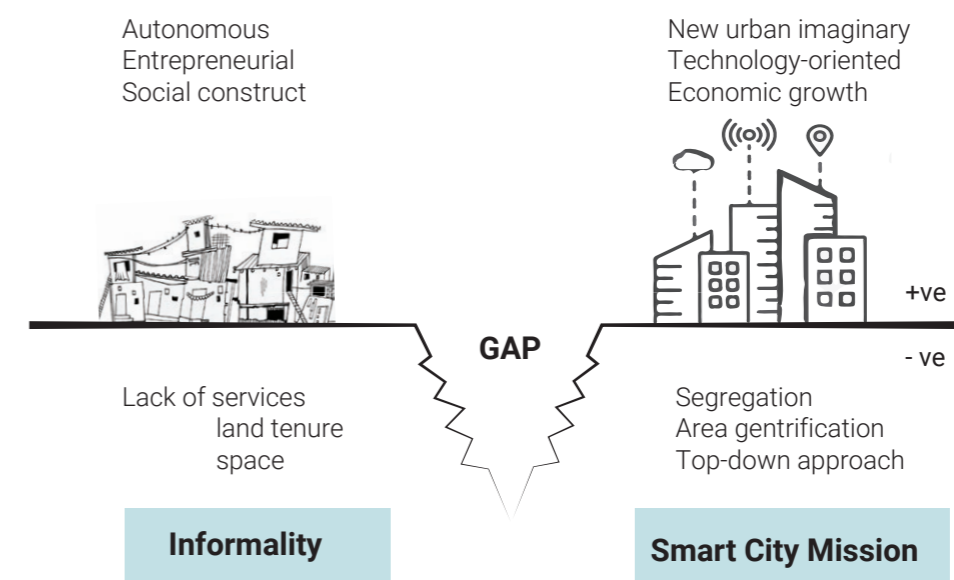 Autonomous
Entrepreneurial
Social construct
New urban imaginary
Technology-oriented
Economic growth
+ve
GAP
- ve
Lack of services
land tenure
space
Segregation
Area gentrification
Top-down approach
Informality
Smart City Mission